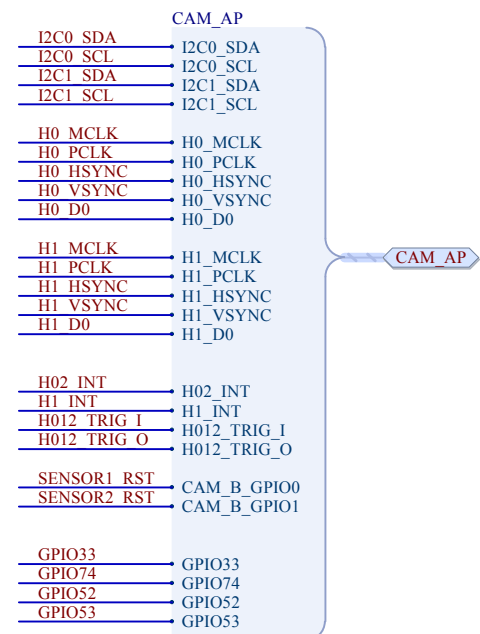 CAM_AP
I2C0_SDA I2C0_SDA
I2C0_SCL I2C0_SCL
I2C1_SDA I2C1_SDA
I2C1_SCL I2C1_SCL
H0_MCLK H0_MCLK
H0_PCLK H0_PCLK
H0_HSYNC H0_HSYNC
H0_VSYNC H0_VSYNC
H0_D0 H0_D0
H1_MCLK H1_MCLK
CAM_AP
H1_PCLK H1_PCLK
H1_HSYNC H1_HSYNC
H1_VSYNC H1_VSYNC
H1_D0 H1_D0
H02_INT H02_INT
H1_INT H1_INT
H012_TRIG_I H012_TRIG_I
H012_TRIG_O H012_TRIG_O
SENSOR1_RST CAM_B_GPIO0
SENSOR2_RST CAM_B_GPIO1
GPIO33 GPIO33
GPIO74 GPIO74
GPIO52 GPIO52
GPIO53 GPIO53